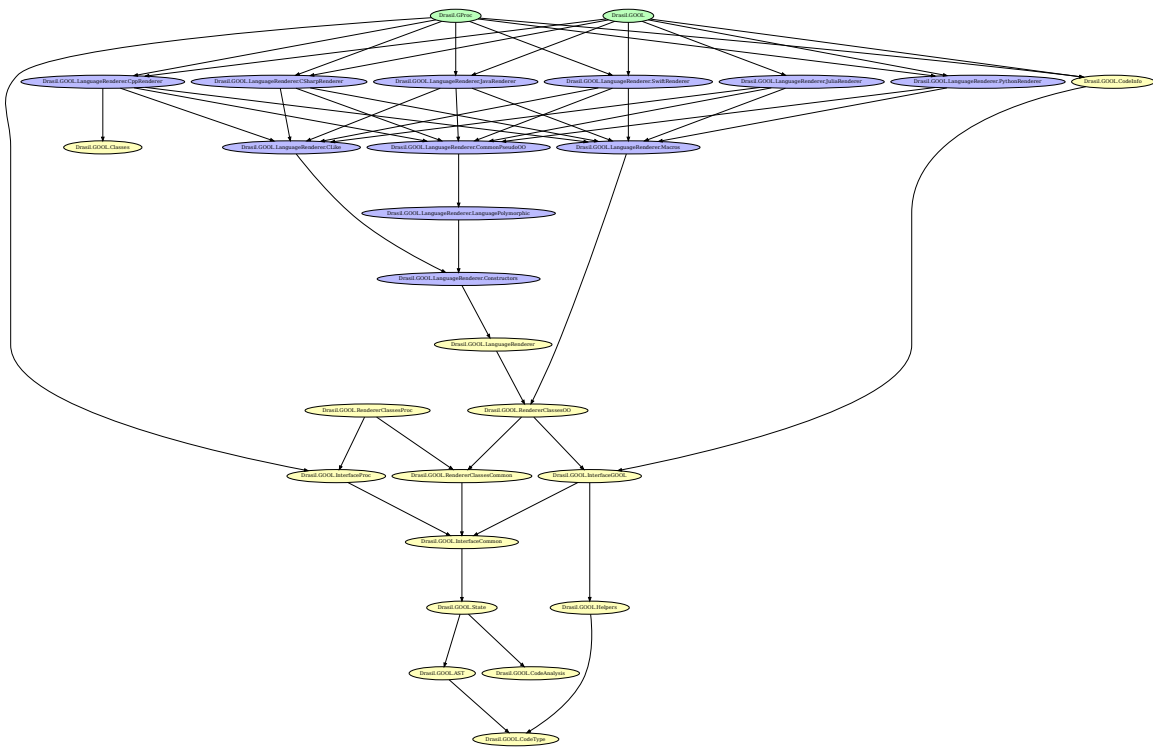 Drasil.GProc
Drasil.GOOL
Drasil.GOOL.LanguageRenderer.CppRenderer
Drasil.GOOL.LanguageRenderer.CSharpRenderer
Drasil.GOOL.LanguageRenderer.JavaRenderer
Drasil.GOOL.LanguageRenderer.SwiftRenderer
Drasil.GOOL.LanguageRenderer.JuliaRenderer
Drasil.GOOL.LanguageRenderer.PythonRenderer
Drasil.GOOL.CodeInfo
Drasil.GOOL.Classes
Drasil.GOOL.LanguageRenderer.CLike
Drasil.GOOL.LanguageRenderer.CommonPseudoOO
Drasil.GOOL.LanguageRenderer.Macros
Drasil.GOOL.LanguageRenderer.LanguagePolymorphic
Drasil.GOOL.LanguageRenderer.Constructors
Drasil.GOOL.LanguageRenderer
Drasil.GOOL.RendererClassesProc
Drasil.GOOL.RendererClassesOO
Drasil.GOOL.InterfaceProc
Drasil.GOOL.RendererClassesCommon
Drasil.GOOL.InterfaceGOOL
Drasil.GOOL.InterfaceCommon
Drasil.GOOL.State
Drasil.GOOL.Helpers
Drasil.GOOL.AST
Drasil.GOOL.CodeAnalysis
Drasil.GOOL.CodeType